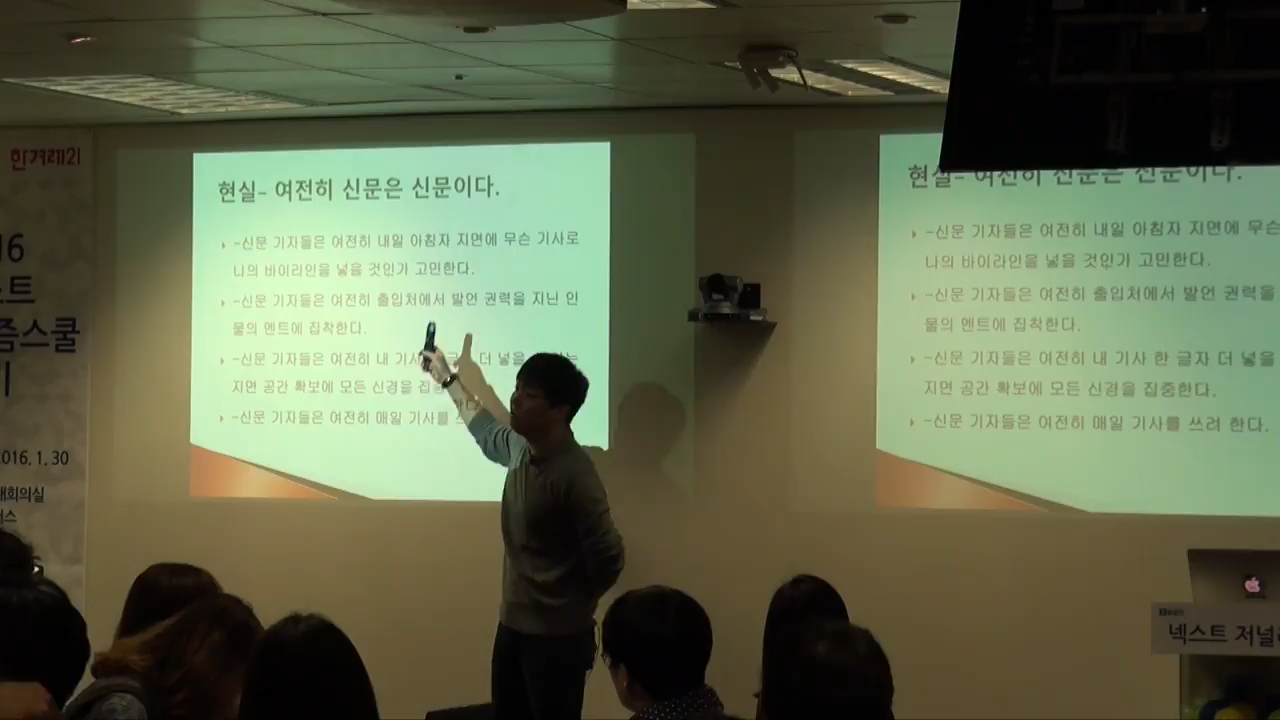 한겨레21
16
스트
즘스쿨
기
2016. 1. 30
대회의실
현실- 여전히 신문은 신문이다.
-신문 기자들은 여전히 내일 아침자 지면에 무슨 기사로
나의 바이라인을 넣을 것인가 고민한다.
-신문 기자들은 여전히 출입처에서 발언 권력을 지닌 인
물의 멘트에 집착한다.
-신문 기자들은 여전히 내 기사 글 더 넣을 는
지면 공간 확보에 모든 신경을 집중한다.
-신문 기자들은 여전히 매일 기사를 쓰
현실- 여전히 신문은 신문이다.
-신문 기자들은 여전히 내일 아침자 지면에 무슨
나의 바이라인을 넣을 것인가 고민한다.
-신문 기자들은 여전히 출입처에서 발언 권력을
물의 멘트에 집착한다.
-신문 기자들은 여전히 내 기사 한 글자 더 넣을
지면 공간 확보에 모든 신경을 집중한다.
-신문 기자들은 여전히 매일 기사를 쓰려 한다.
넥스트 저널